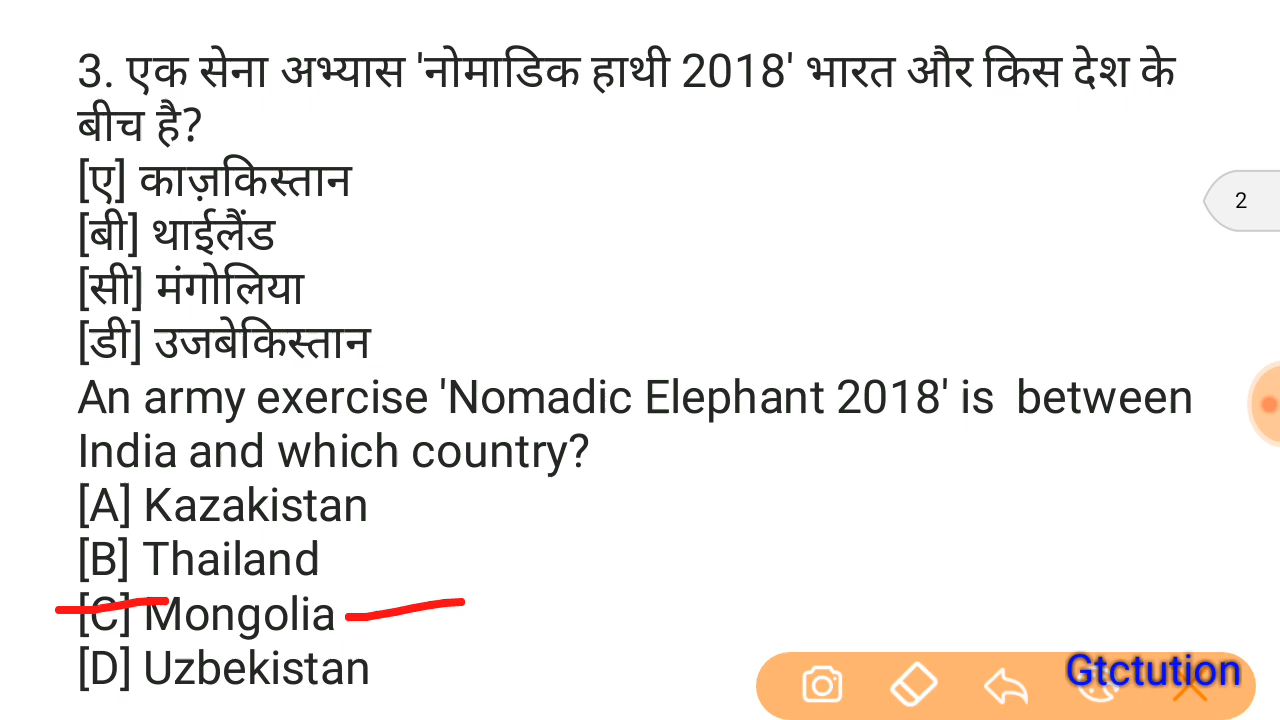 3. एक सेना अभ्यास 'नोमाडिक हाथी 2018' भारत और किस देश के
बीच है?
[ए] काज़किस्तान
[बी] थाईलैंड
[सी] मंगोलिया
[डी] उजबेकिस्तान
An army exercise 'Nomadic Elephant 2018' is  between
India and which country?
[A] Kazakistan
[B] Thailand
[C] Mongolia
[D] Uzbekistan
2
Gtctution